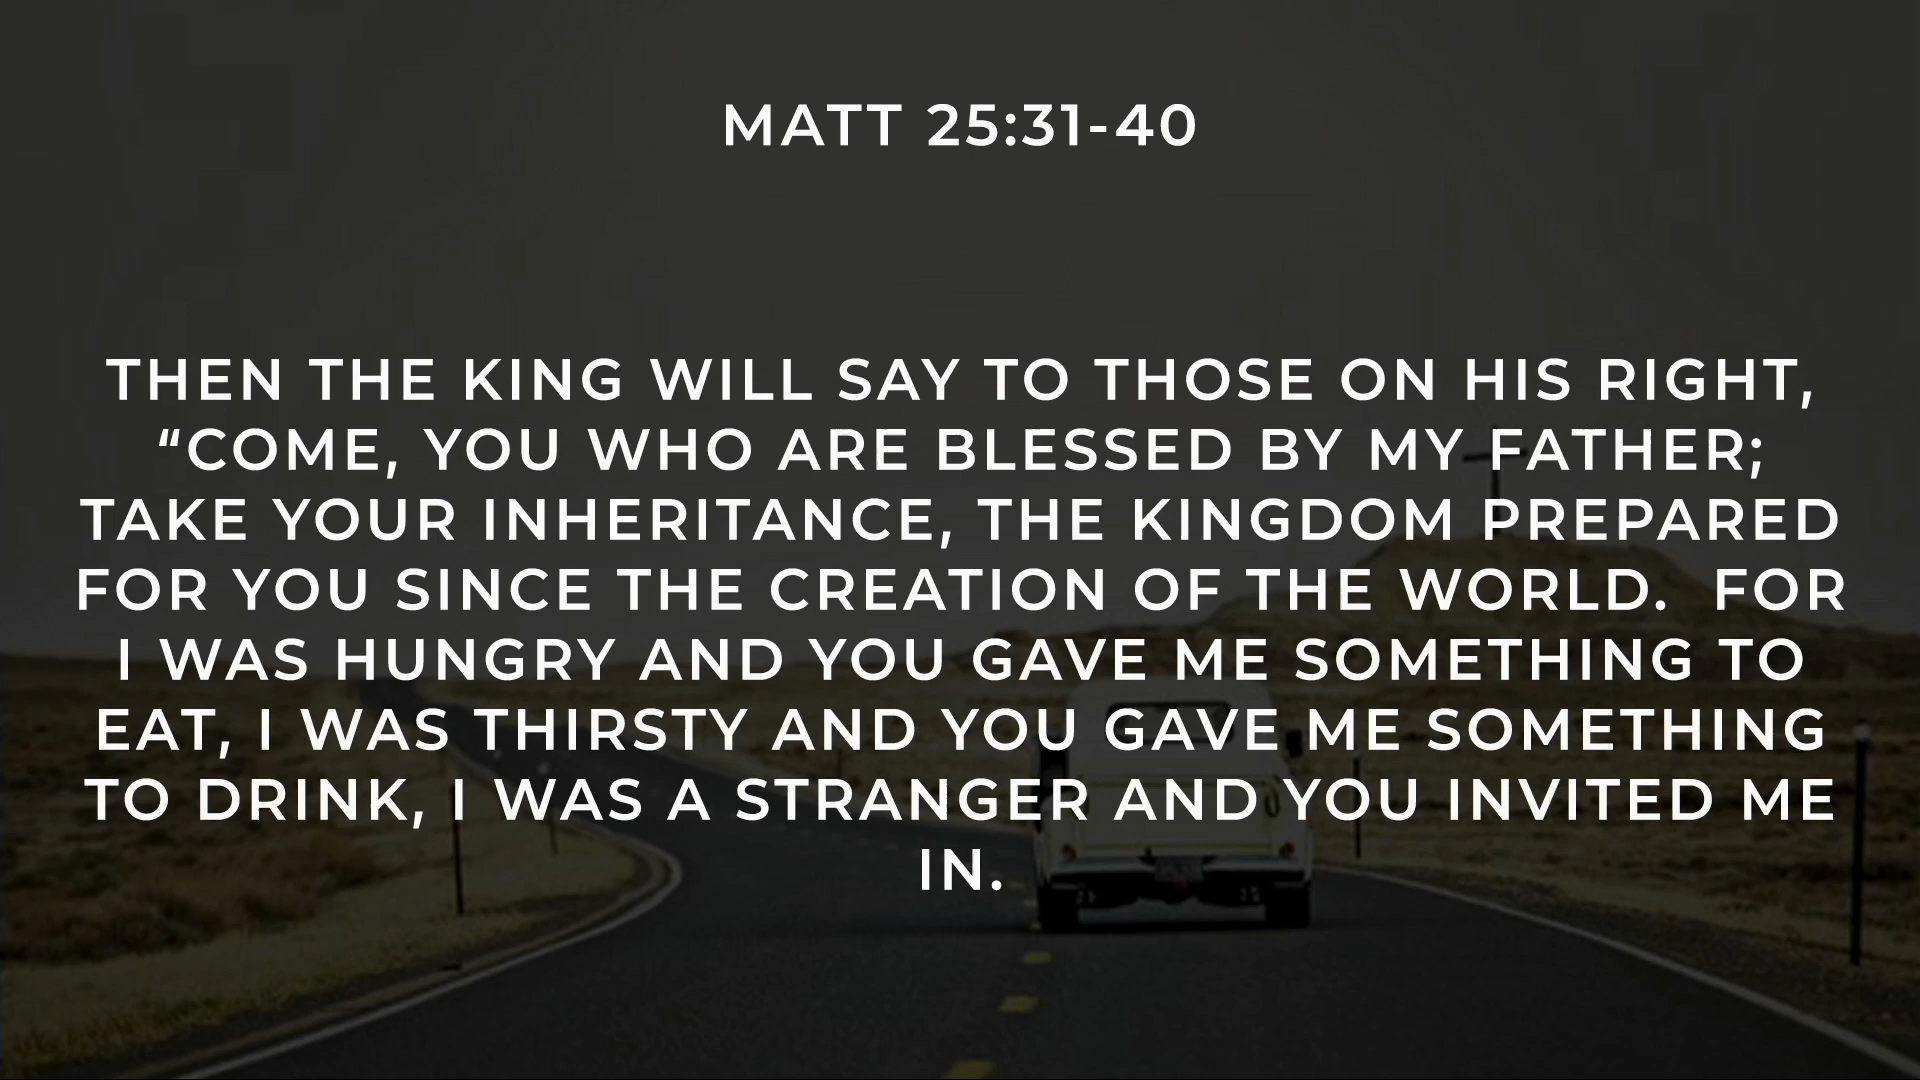 MATT 25:31-40
THEN THE KING WILL SAY TO THOSE ON HIS RIGHT,
“COME, YOU WHO ARE BLESSED BY MY FATHER;
TAKE YOUR INHERITANCE, THE KINGDOM PREPARED
FOR YOU SINCE THE CREATION OF THE WORLD.  FOR
I WAS HUNGRY AND YOU GAVE ME SOMETHING TO
EAT, I WAS THIRSTY AND YOU GAVE ME SOMETHING
TO DRINK, I WAS A STRANGER AND YOU INVITED ME
IN.